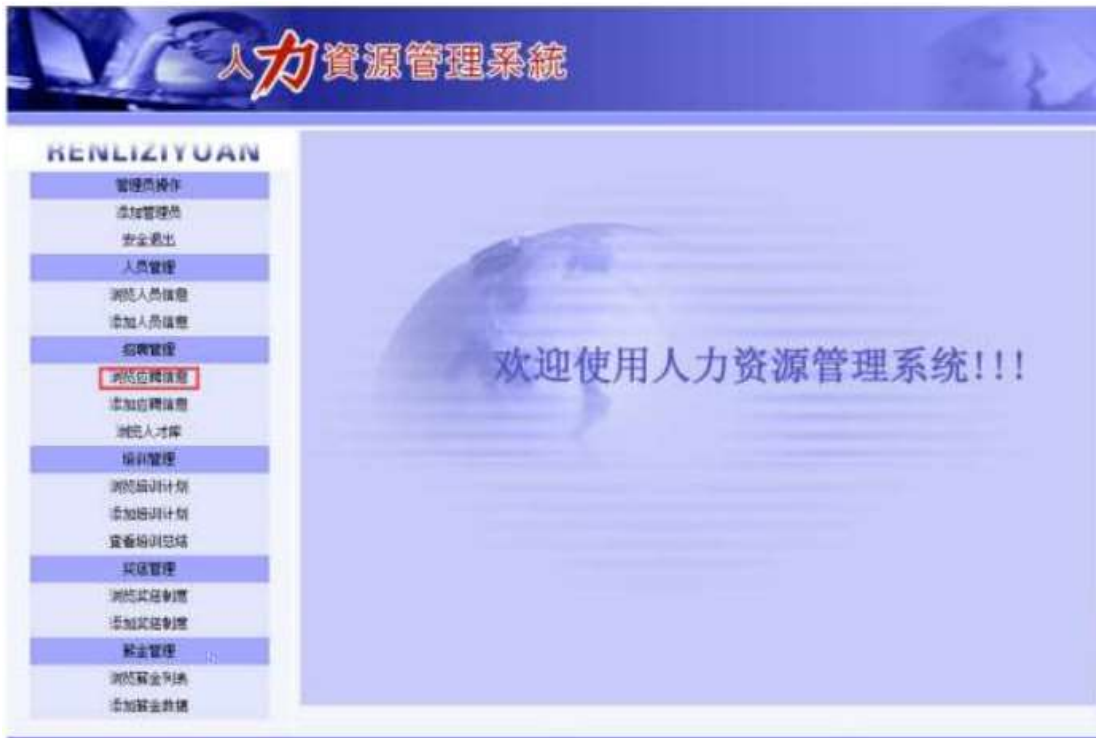 人力資源管理系統
RENLIZIYUAN
管理员操作
添加管理员
安全退出
人员管理
浏览人员信息
添加人员信息
招聘管理
浏览应聘信息
添加应聘信息
浏览人才库
培训管理
浏览培训计划
添加培训计划
查看培训总结
奖惩管理
浏览奖惩制度
添加奖惩制度
薪金管理
浏览薪金列表
添加薪金数据
欢迎使用人力资源管理系统!!!